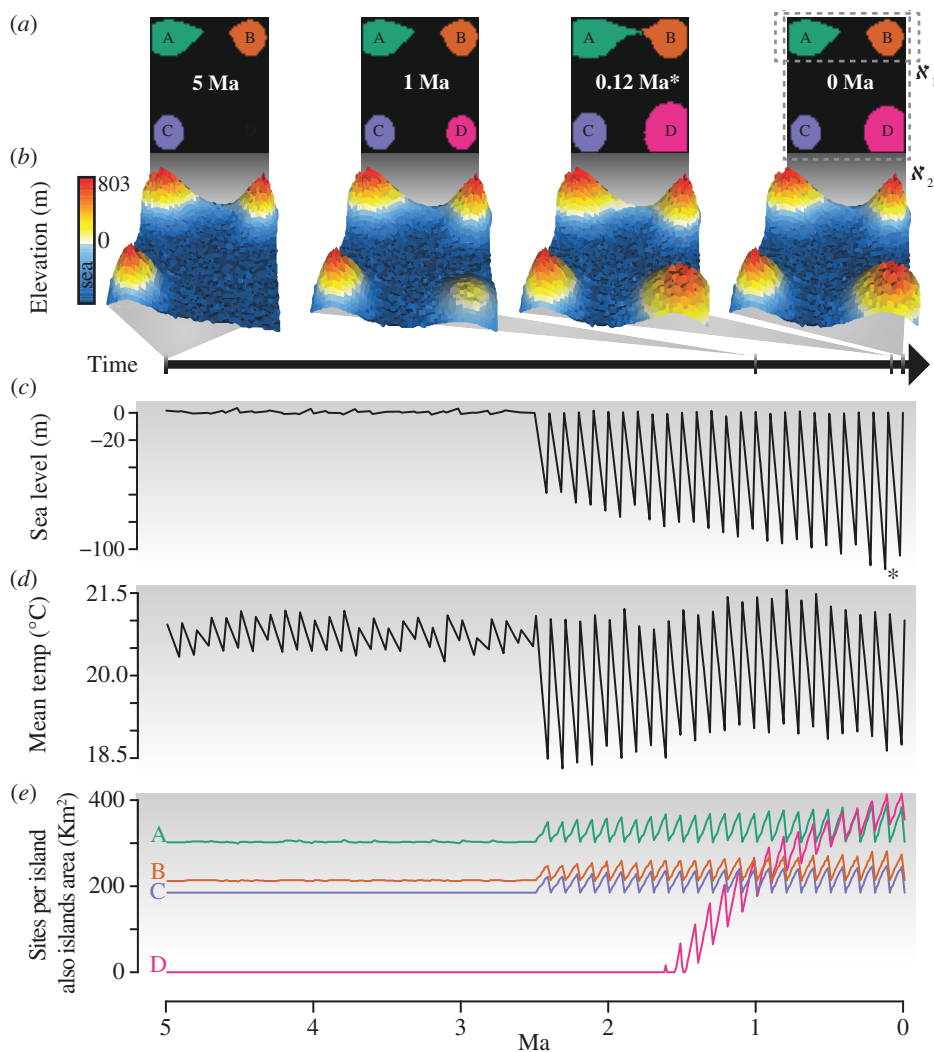 (a)
A B A B A B A B
5 Ma 1 Ma 0.12 Ma* 0 Ma
ℵ1
C D C D C D C D
(b)
ℵ2
Elevation (m)
803
0
sea
Time
(c)
Sea level (m)
0
−20
−100
*
(d)
Mean temp (°C)
21.5
20.0
18.5
(e)
Sites per island
also islands area (Km²)
400
200
0
A
B
C
D
5 4 3 2 1 0
Ma